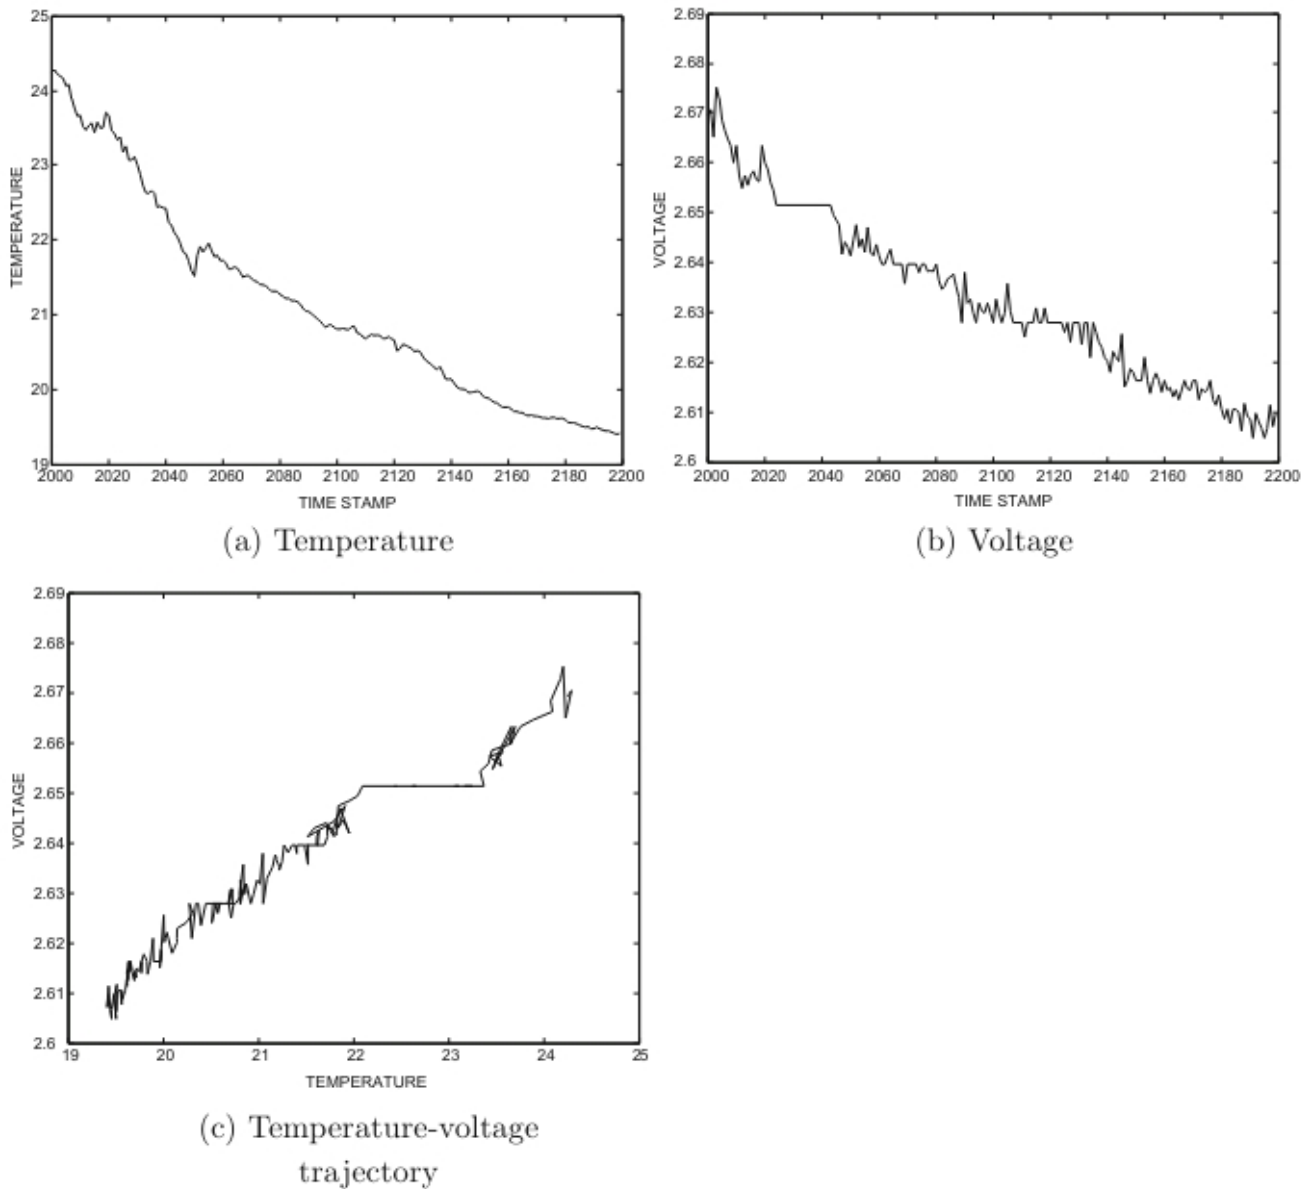 25
24
23
22
21
20
19
TEMPERATURE
2000 2020 2040 2060 2080 2100 2120 2140 2160 2180 2200
TIME STAMP
(a) Temperature
2.69
2.68
2.67
2.66
2.65
2.64
2.63
2.62
2.61
2.6
VOLTAGE
2000 2020 2040 2060 2080 2100 2120 2140 2160 2180 2200
TIME STAMP
(b) Voltage
2.69
2.68
2.67
2.66
2.65
2.64
2.63
2.62
2.61
2.6
VOLTAGE
19 20 21 22 23 24 25
TEMPERATURE
(c) Temperature-voltage
trajectory